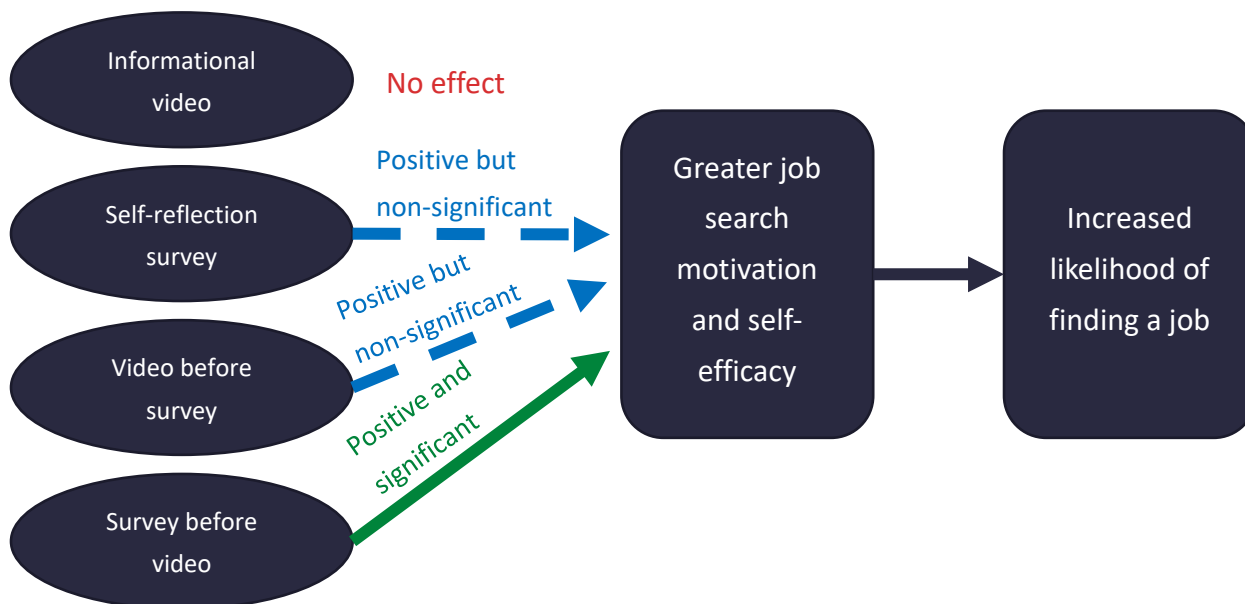 Informational
video
No effect
Self-reflection
survey
Positive but
non-significant
Video before
survey
Positive but
non-significant
Survey before
video
Positive and
significant
Greater job
search
motivation
and self-
efficacy
Increased
likelihood of
finding a job